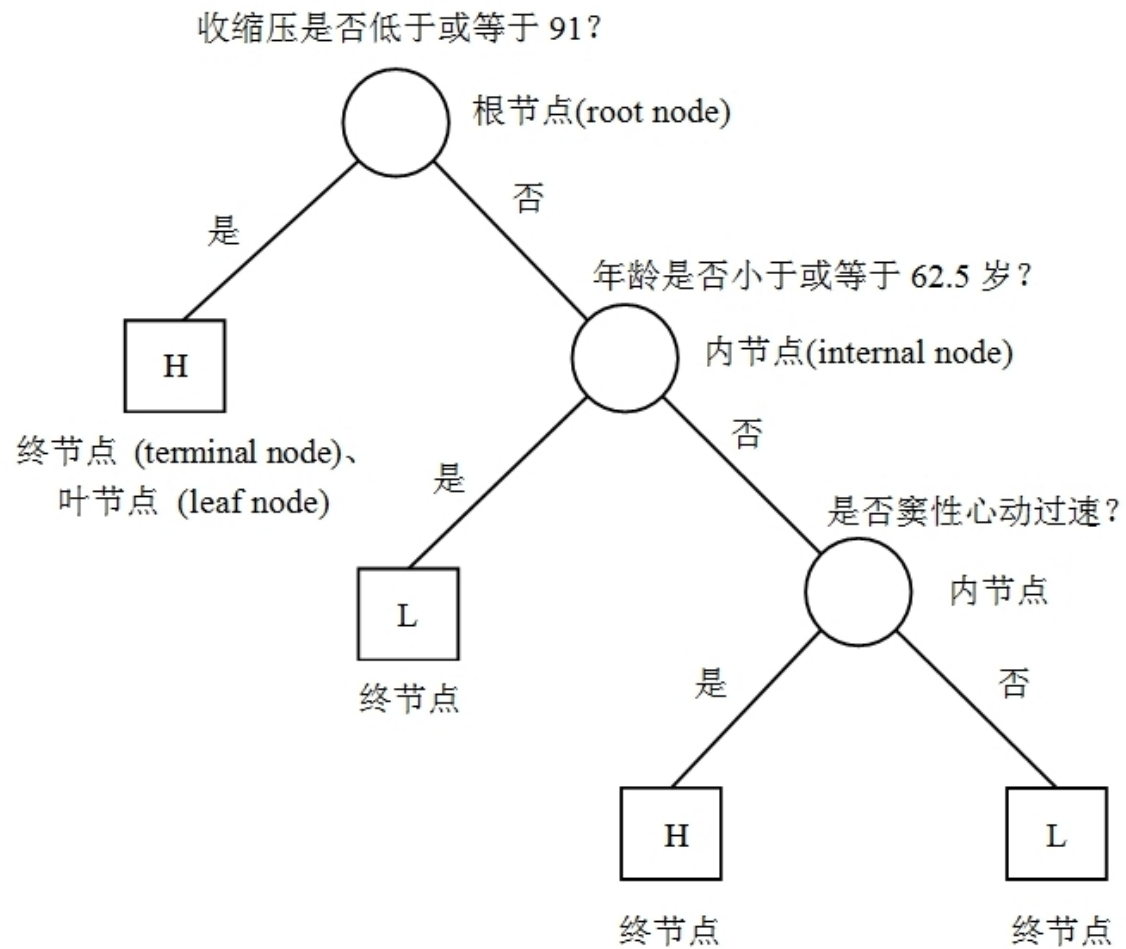 收缩压是否低于或等于 91？
根节点(root node)
是
否
年龄是否小于或等于 62.5 岁？
H
内节点(internal node)
终节点 (terminal node)、
叶节点 (leaf node)
是
否
是否窦性心动过速？
L
内节点
终节点
是
否
H
L
终节点
终节点